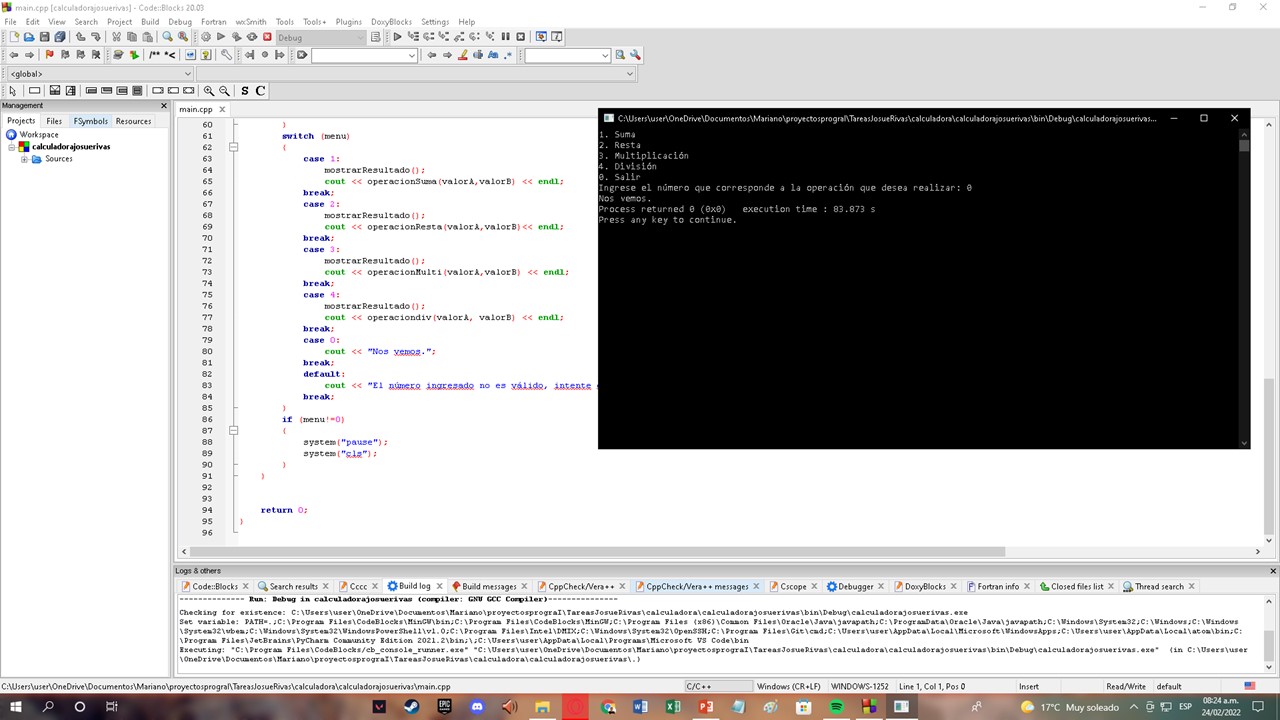 main.cpp [calculadorajosuerivas] - Code::Blocks 20.03
File Edit View Search Project Build Debug Fortran wxSmith Tools Tools+ Plugins DoxyBlocks Settings Help
Debug
/** *<
<global>
S C
Management
Projects Files FSymbols Resources
Workspace
calculadorajosuerivas
Sources
main.cpp
60 }
61 switch (menu)
62 {
63 case 1:
64 mostrarResultado();
65 cout << operacionSuma(valorA,valorB) << endl;
66 break;
67 case 2:
68 mostrarResultado();
69 cout << operacionResta(valorA,valorB)<< endl;
70 break;
71 case 3:
72 mostrarResultado();
73 cout << operacionMulti(valorA,valorB) << endl;
74 break;
75 case 4:
76 mostrarResultado();
77 cout << operaciondiv(valorA, valorB) << endl;
78 break;
79 case 0:
80 cout << "Nos vemos.";
81 break;
82 default:
83 cout << "El número ingresado no es válido, intente
84 break;
85 }
86 if (menu!=0)
87 {
88 system("pause");
89 system("cls");
90 }
91 }
92
93
94 return 0;
95 }
96
C:\Users\user\OneDrive\Documentos\Mariano\proyectosprograI\TareasJosueRivas\calculadora\calculadorajosuerivas\bin\Debug\calculadorajosuerivas...
1. Suma
2. Resta
3. Multiplicación
4. División
0. Salir
Ingrese el número que corresponde a la operación que desea realizar: 0
Nos vemos.
Process returned 0 (0x0) execution time : 83.873 s
Press any key to continue.
Logs & others
Code::Blocks Search results Cccc Build log Build messages CppCheck/Vera++ CppCheck/Vera++ messages Cscope Debugger DoxyBlocks Fortran info Closed files list Thread search
-------------- Run: Debug in calculadorajosuerivas (compiler: GNU GCC Compiler)---------------
Checking for existence: C:\Users\user\OneDrive\Documentos\Mariano\proyectosprograI\TareasJosueRivas\calculadora\calculadorajosuerivas\bin\Debug\calculadorajosuerivas.exe
Set variable: PATH=.;C:\Program Files\CodeBlocks\MinGW\bin;C:\Program Files\CodeBlocks\MinGW;C:\Program Files (x86)\Common Files\Oracle\Java\javapath;C:\ProgramData\Oracle\Java\javapath;C:\Windows\System32;C:\Windows;C:\Windows
\System32\wbem;C:\Windows\System32\WindowsPowerShell\v1.0;C:\Program Files\Intel\DMIX;C:\Windows\System32\OpenSSH;C:\Program Files\Git\cmd;C:\Users\user\AppData\Local\Microsoft\WindowsApps;C:\Users\user\AppData\Local\atom\bin;C:
\Program Files\JetBrains\PyCharm Community Edition 2021.2\bin;\;C:\Users\user\AppData\Local\Programs\Microsoft VS Code\bin
Executing: "C:\Program Files\CodeBlocks/cb_console_runner.exe" "C:\Users\user\OneDrive\Documentos\Mariano\proyectosprograI\TareasJosueRivas\calculadora\calculadorajosuerivas\bin\Debug\calculadorajosuerivas.exe" (in C:\Users\user
\OneDrive\Documentos\Mariano\proyectosprograI\TareasJosueRivas\calculadora\calculadorajosuerivas\.)
C:\Users\user\OneDrive\Documentos\Mariano\proyectosprograI\TareasJosueRivas\calculadora\calculadorajosuerivas\main.cpp C/C++ Windows (CR+LF) WINDOWS-1252 Line 1, Col 1, Pos 0 Insert Read/Write default
17°C Muy soleado ESP 08:24 a.m.
24/02/2022